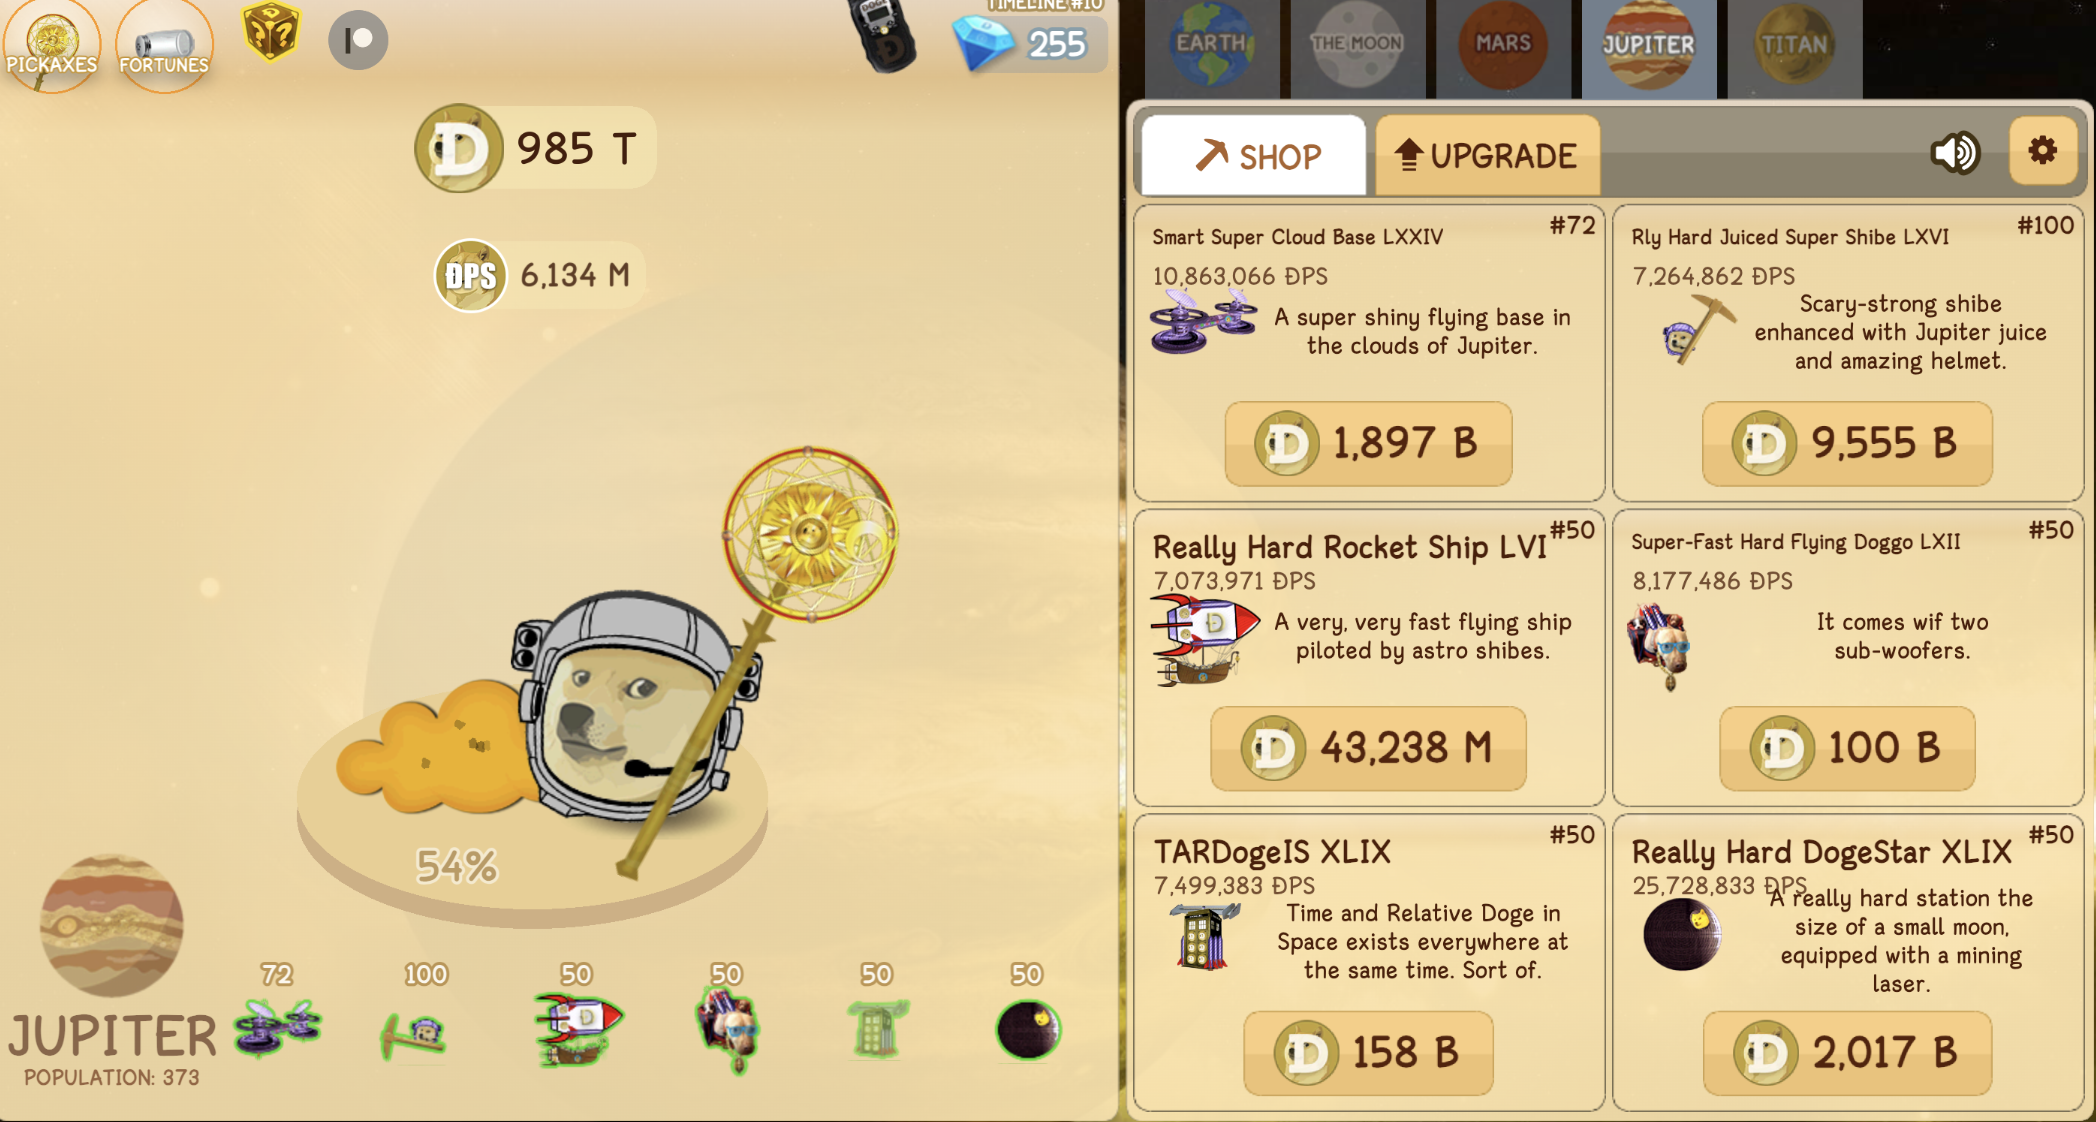 PICKAXES
FORTUNES
TIMELINE #10
255
985 T
ĐPS
6,134 M
54%
JUPITER
POPULATION: 373
72
100
50
50
50
50
EARTH
THE MOON
MARS
JUPITER
TITAN
SHOP
UPGRADE
Smart Super Cloud Base LXXIV
#72
10,863,066 ĐPS
A super shiny flying base in
the clouds of Jupiter.
1,897 B
Rly Hard Juiced Super Shibe LXVI
#100
7,264,862 ĐPS
Scary-strong shibe
enhanced with Jupiter juice
and amazing helmet.
9,555 B
Really Hard Rocket Ship LVI
#50
7,073,971 ĐPS
A very, very fast flying ship
piloted by astro shibes.
43,238 M
Super-Fast Hard Flying Doggo LXII
#50
8,177,486 ĐPS
It comes wif two
sub-woofers.
100 B
TARDogeIS XLIX
#50
7,499,383 ĐPS
Time and Relative Doge in
Space exists everywhere at
the same time. Sort of.
158 B
Really Hard DogeStar XLIX
#50
25,728,833 ĐPS
A really hard station the
size of a small moon,
equipped with a mining
laser.
2,017 B